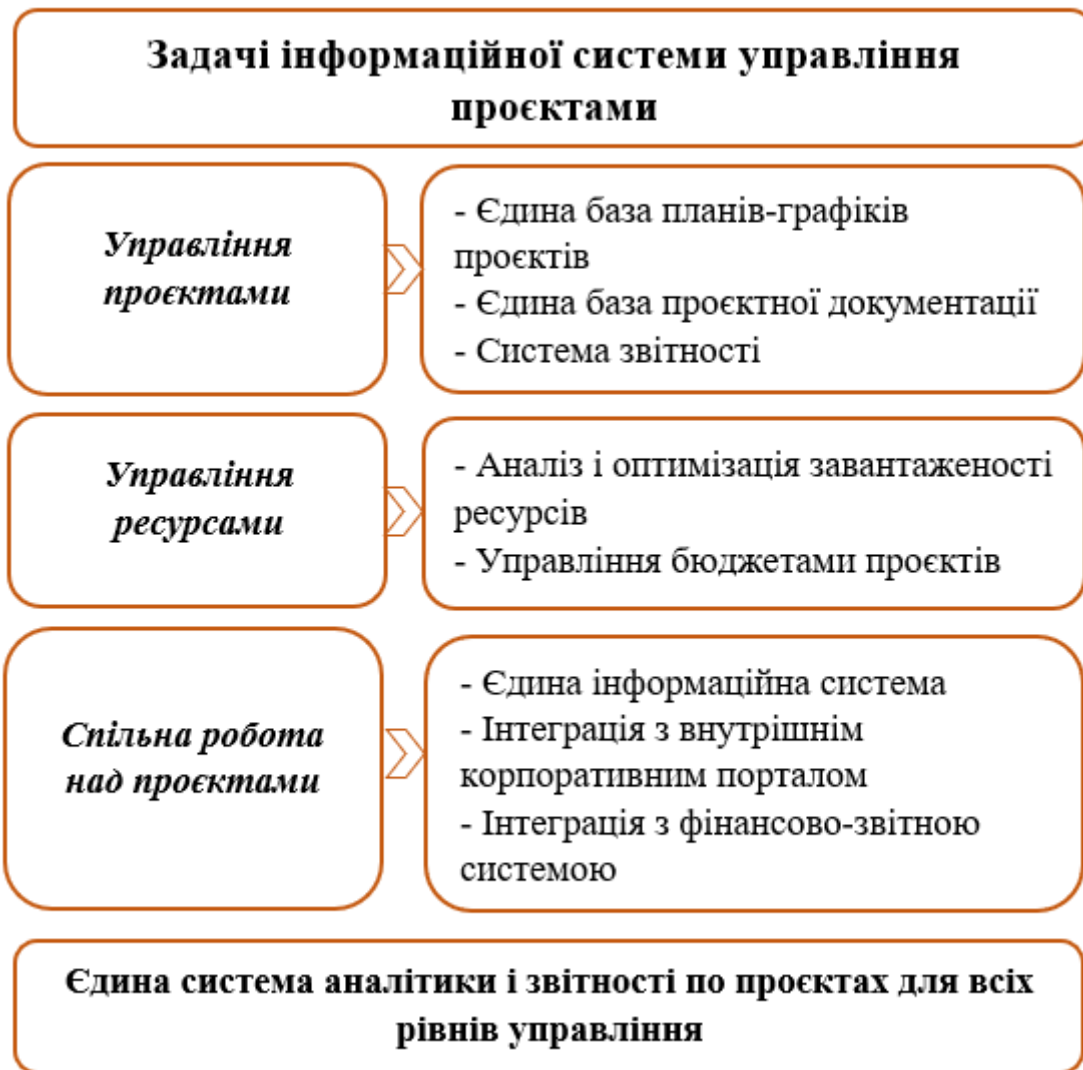 Задачі інформаційної системи управління
проєктами
Управління
проєктами
- Єдина база планів-графіків
проєктів
- Єдина база проєктної документації
- Система звітності
Управління
ресурсами
- Аналіз і оптимізація завантаженості
ресурсів
- Управління бюджетами проєктів
Спільна робота
над проєктами
- Єдина інформаційна система
- Інтеграція з внутрішнім
корпоративним порталом
- Інтеграція з фінансово-звітною
системою
Єдина система аналітики і звітності по проєктах для всіх
рівнів управління